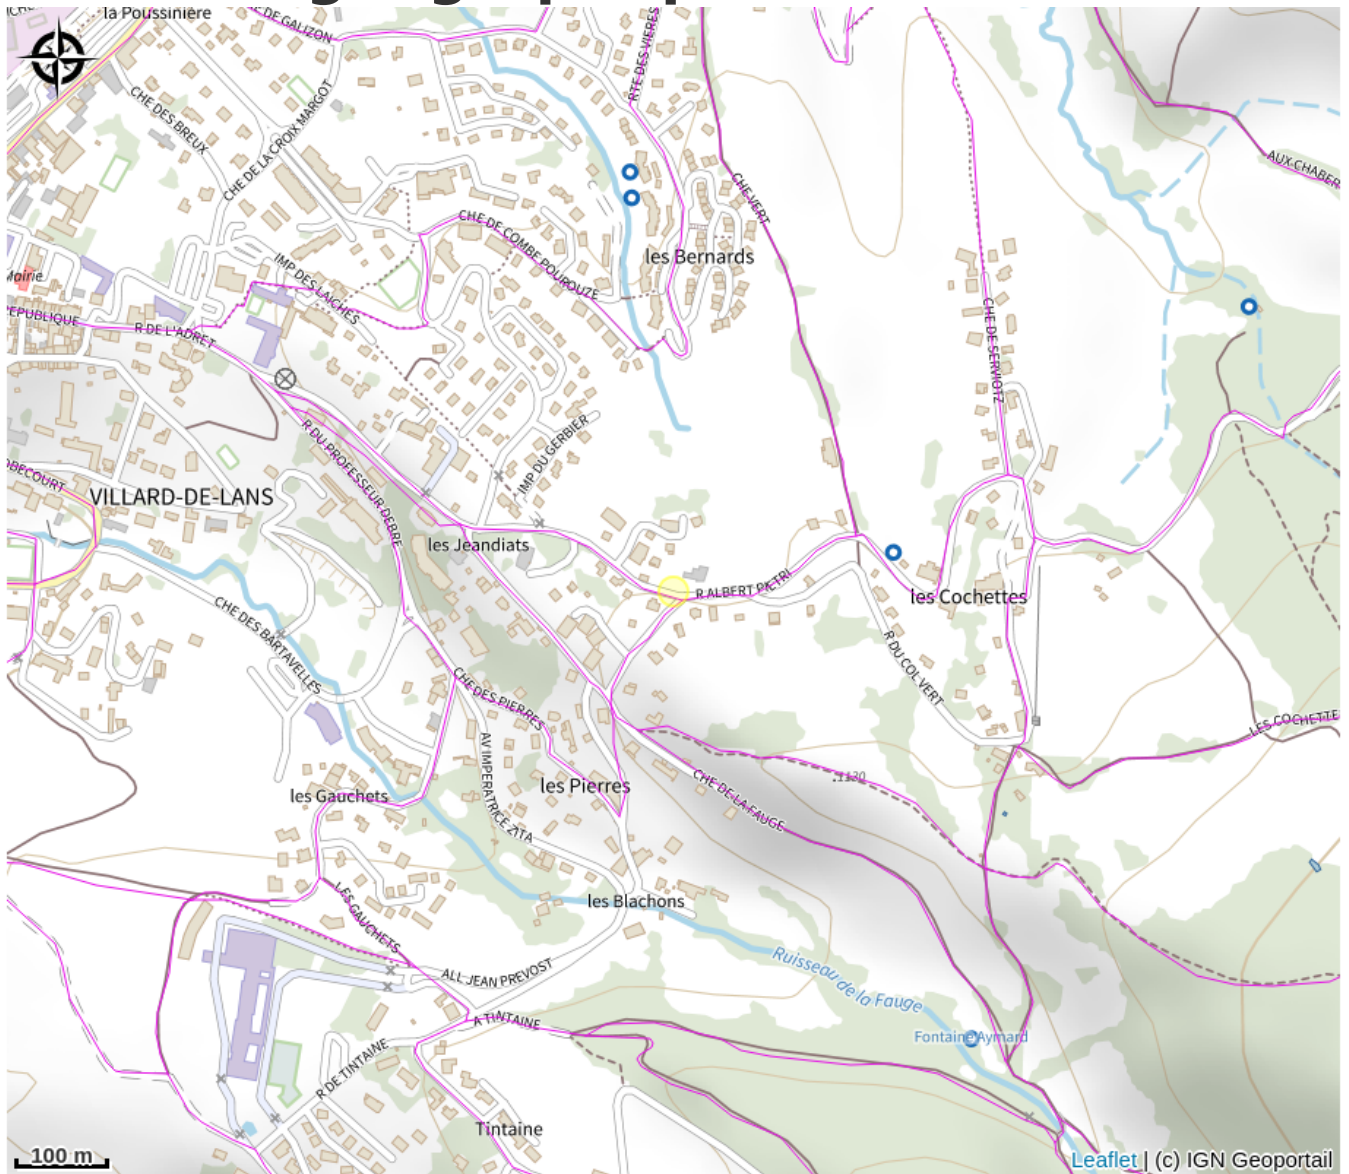 la Poussinière
E DE GALIZON
RTE DES VIERES
CHE DES BREUX
CHE DE LA CROIX MARGOT
AUX CHABER
CHE VERT
CHE DE COMBE POUROUZE
les Bernards
IMP DES LAICHES
Mairie
EPUBLIQUE
R DE L'ADRET
CHE DE SERVIOTZ
R DU PROFESSEUR DEBRE
IMP DU GERBIER
OBECOURT
VILLARD-DE-LANS
les Jeandiats
R ALBERT PIETRI
les Cochettes
CHE DES BARTAVELLES
R DU COL VERT
CHE DES PIERRES
LES COCHETTE
AV IMPERATRICE ZITA
les Pierres
.1130
CHE DE LA FAUGE
les Gauchets
LES GAUCHETS
les Blachons
ALL JEAN PREVOST
Ruisseau de la Fauge
A TINTAINE
Fontaine Aymard
R DE TINTAINE
Tintaine
100 m
Leaflet | (c) IGN Geoportail